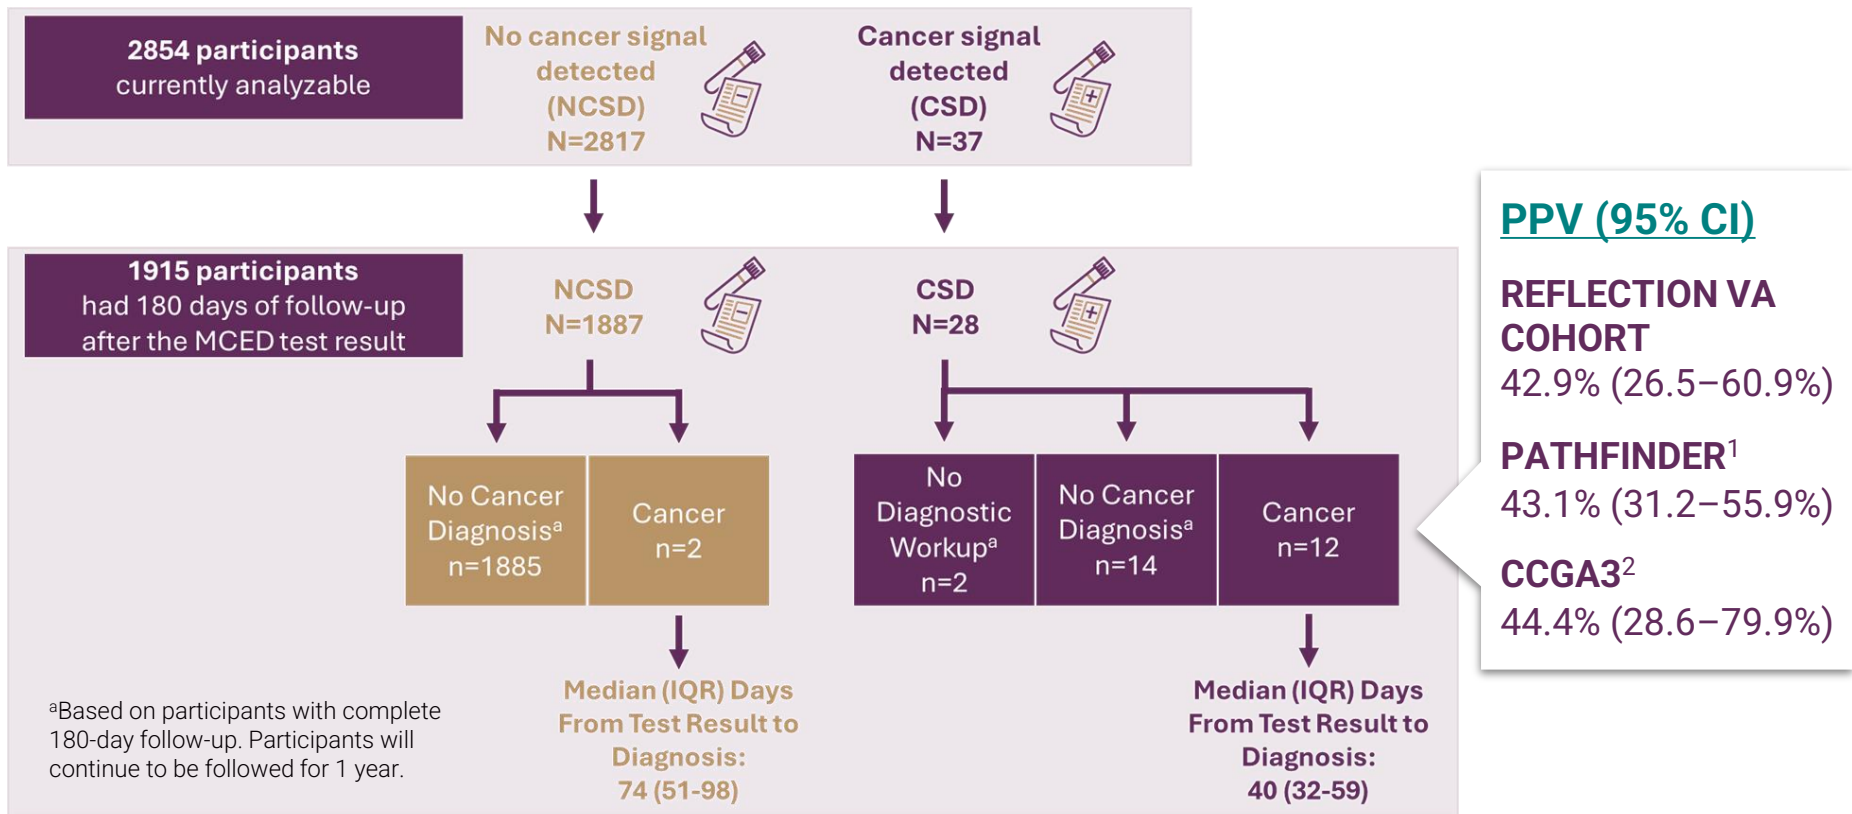 2854 participants
currently analyzable
No cancer signal
detected
(NCSD)
N=2817
Cancer signal
detected
(CSD)
N=37
1915 participants
had 180 days of follow-up
after the MCED test result
NCSD
N=1887
CSD
N=28
No Cancer
Diagnosisᵃ
n=1885
Cancer
n=2
No
Diagnostic
Workupᵃ
n=2
No Cancer
Diagnosisᵃ
n=14
Cancer
n=12
Median (IQR) Days
From Test Result to
Diagnosis:
74 (51-98)
Median (IQR) Days
From Test Result to
Diagnosis:
40 (32-59)
ᵃBased on participants with complete
180-day follow-up. Participants will
continue to be followed for 1 year.
PPV (95% CI)
REFLECTION VA
COHORT
42.9% (26.5–60.9%)
PATHFINDER¹
43.1% (31.2–55.9%)
CCGA3²
44.4% (28.6–79.9%)